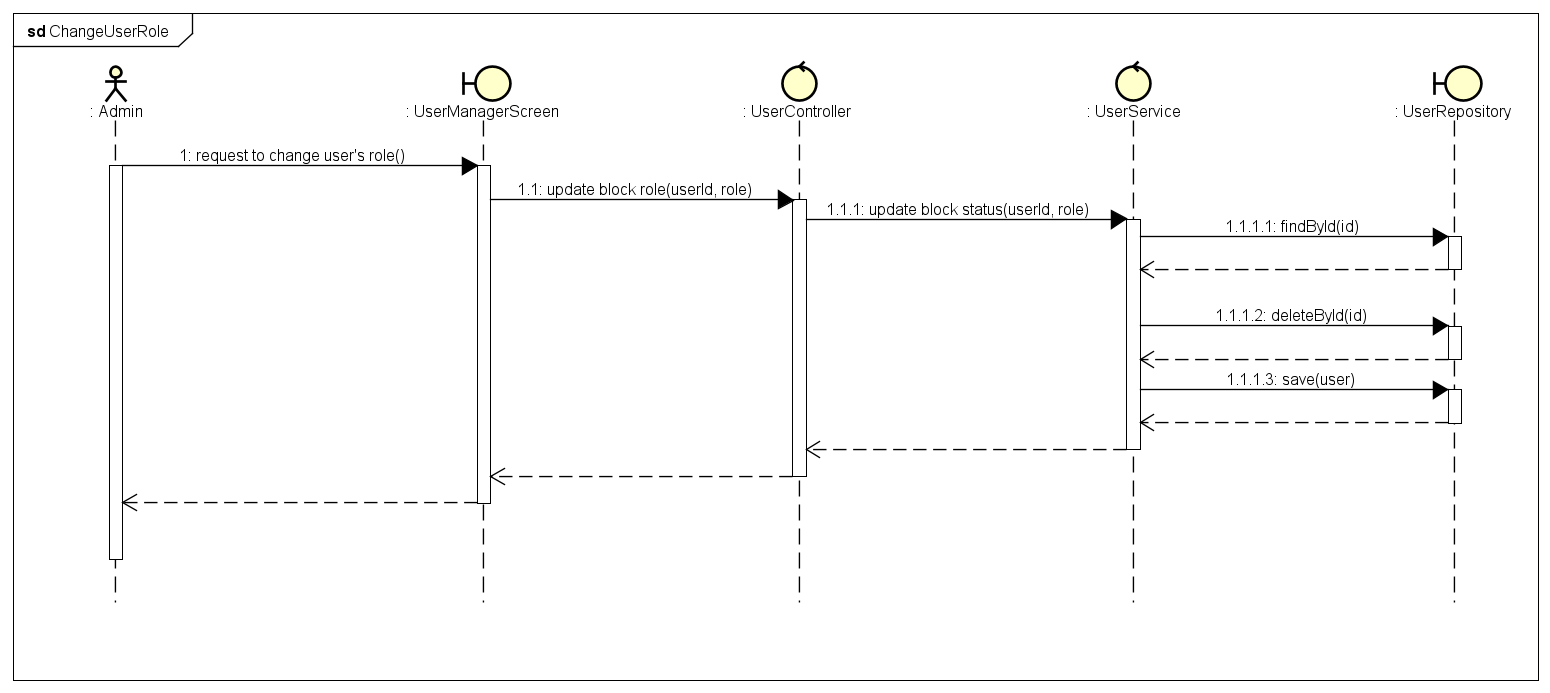 sd ChangeUserRole
: Admin
: UserManagerScreen
: UserController
: UserService
: UserRepository
1: request to change user's role()
1.1: update block role(userId, role)
1.1.1: update block status(userId, role)
1.1.1.1: findById(id)
1.1.1.2: deleteById(id)
1.1.1.3: save(user)